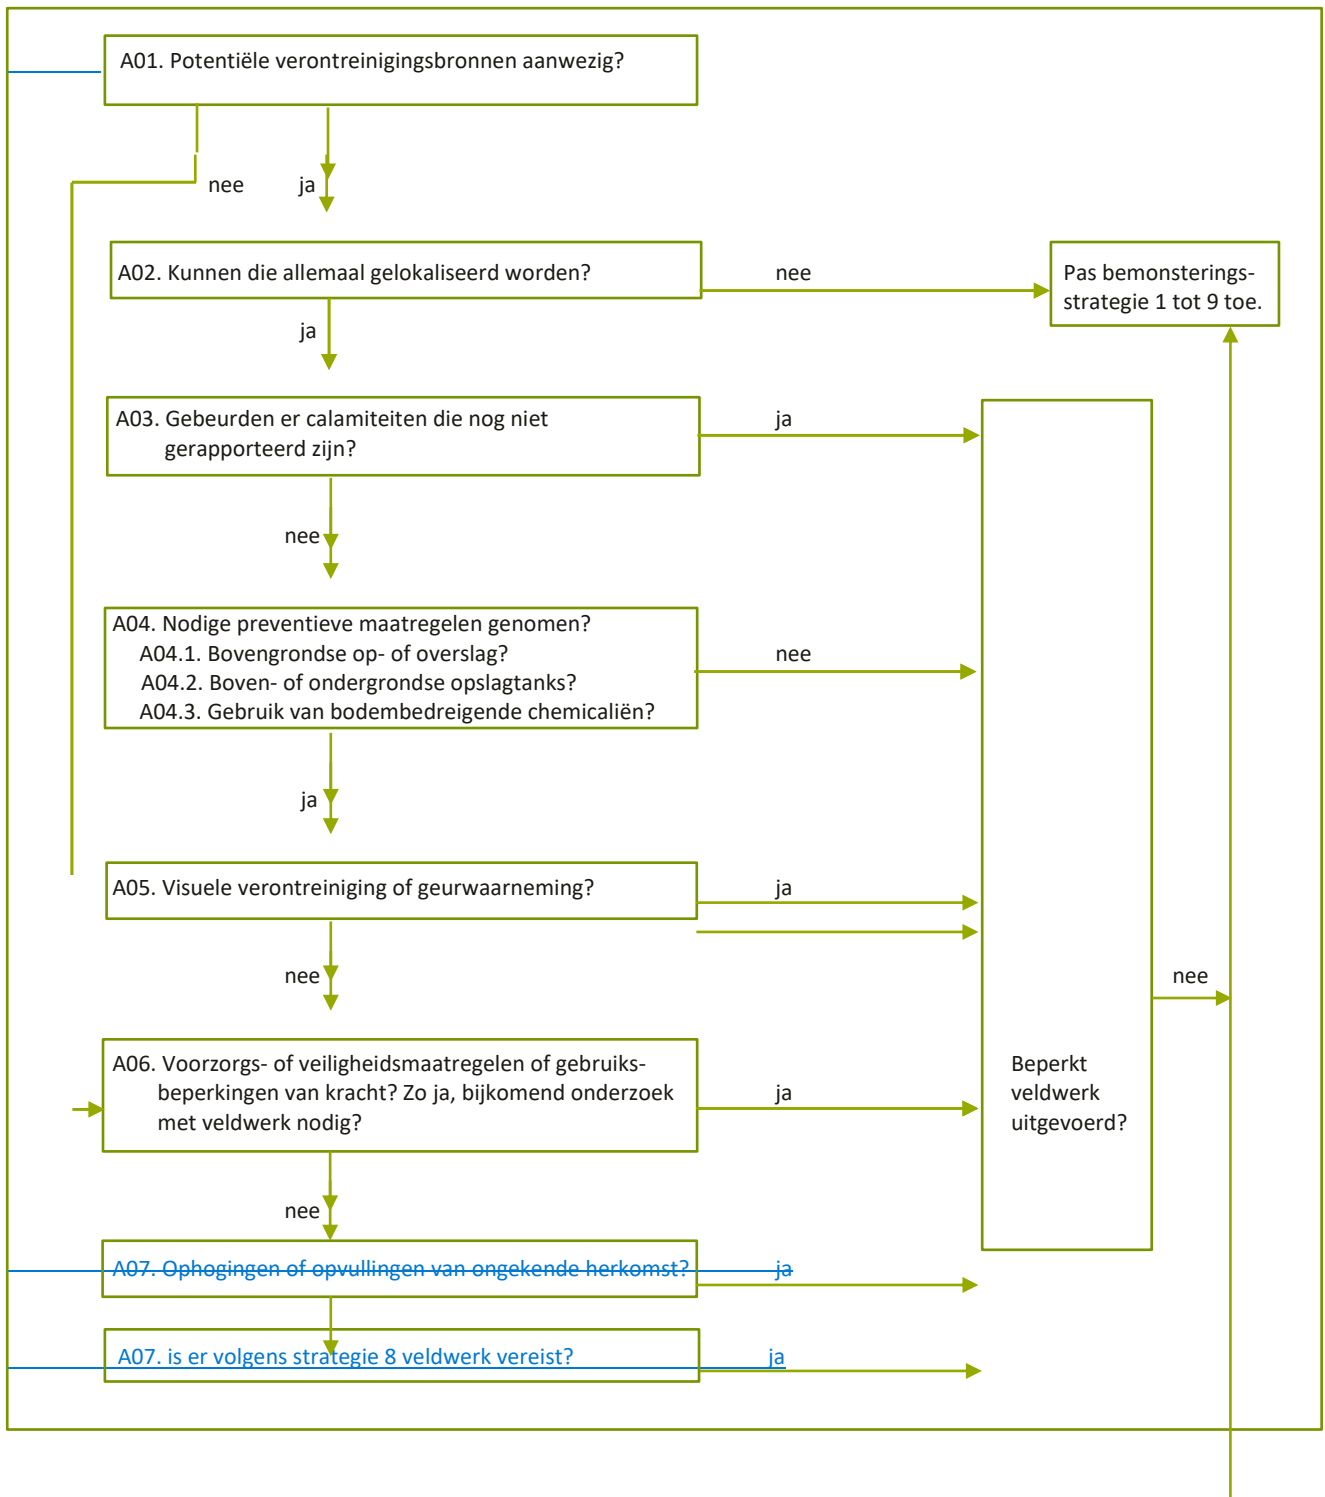 A01. Potentiële verontreinigingsbronnen aanwezig?
nee ja
A02. Kunnen die allemaal gelokaliseerd worden?
nee
Pas bemonsterings-
strategie 1 tot 9 toe.
ja
A03. Gebeurden er calamiteiten die nog niet
gerapporteerd zijn?
ja
nee
A04. Nodige preventieve maatregelen genomen?
A04.1. Bovengrondse op- of overslag?
A04.2. Boven- of ondergrondse opslagtanks?
A04.3. Gebruik van bodembedreigende chemicaliën?
nee
ja
A05. Visuele verontreiniging of geurwaarneming?
ja
nee
nee
A06. Voorzorgs- of veiligheidsmaatregelen of gebruiks-
beperkingen van kracht? Zo ja, bijkomend onderzoek
met veldwerk nodig?
ja
Beperkt
veldwerk
uitgevoerd?
nee
A07. Ophogingen of opvullingen van ongekende herkomst? ja
A07. is er volgens strategie 8 veldwerk vereist? ja